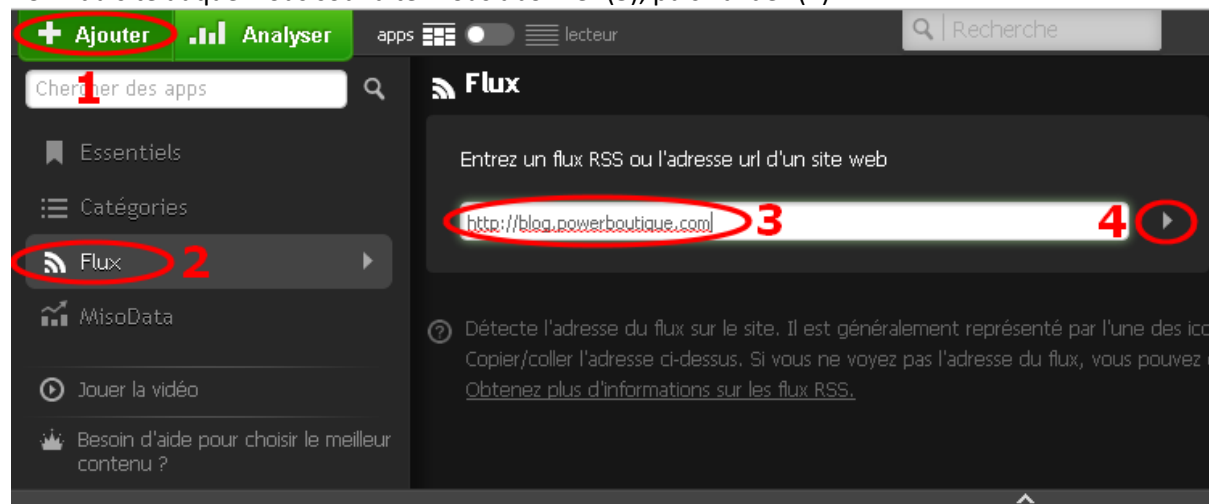 + Ajouter Analyser apps lecteur Recherche
1
Chercher des apps
Flux
Essentiels
Entrez un flux RSS ou l'adresse url d'un site web
Catégories
http://blog.powerboutique.com 3 4
Flux 2
MisoData
Détecte l'adresse du flux sur le site. Il est généralement représenté par l'une des
Copier/coller l'adresse ci-dessus. Si vous ne voyez pas l'adresse du flux, vous pouvez
Obtenez plus d'informations sur les flux RSS.
Jouer la vidéo
Besoin d'aide pour choisir le meilleur
contenu ?